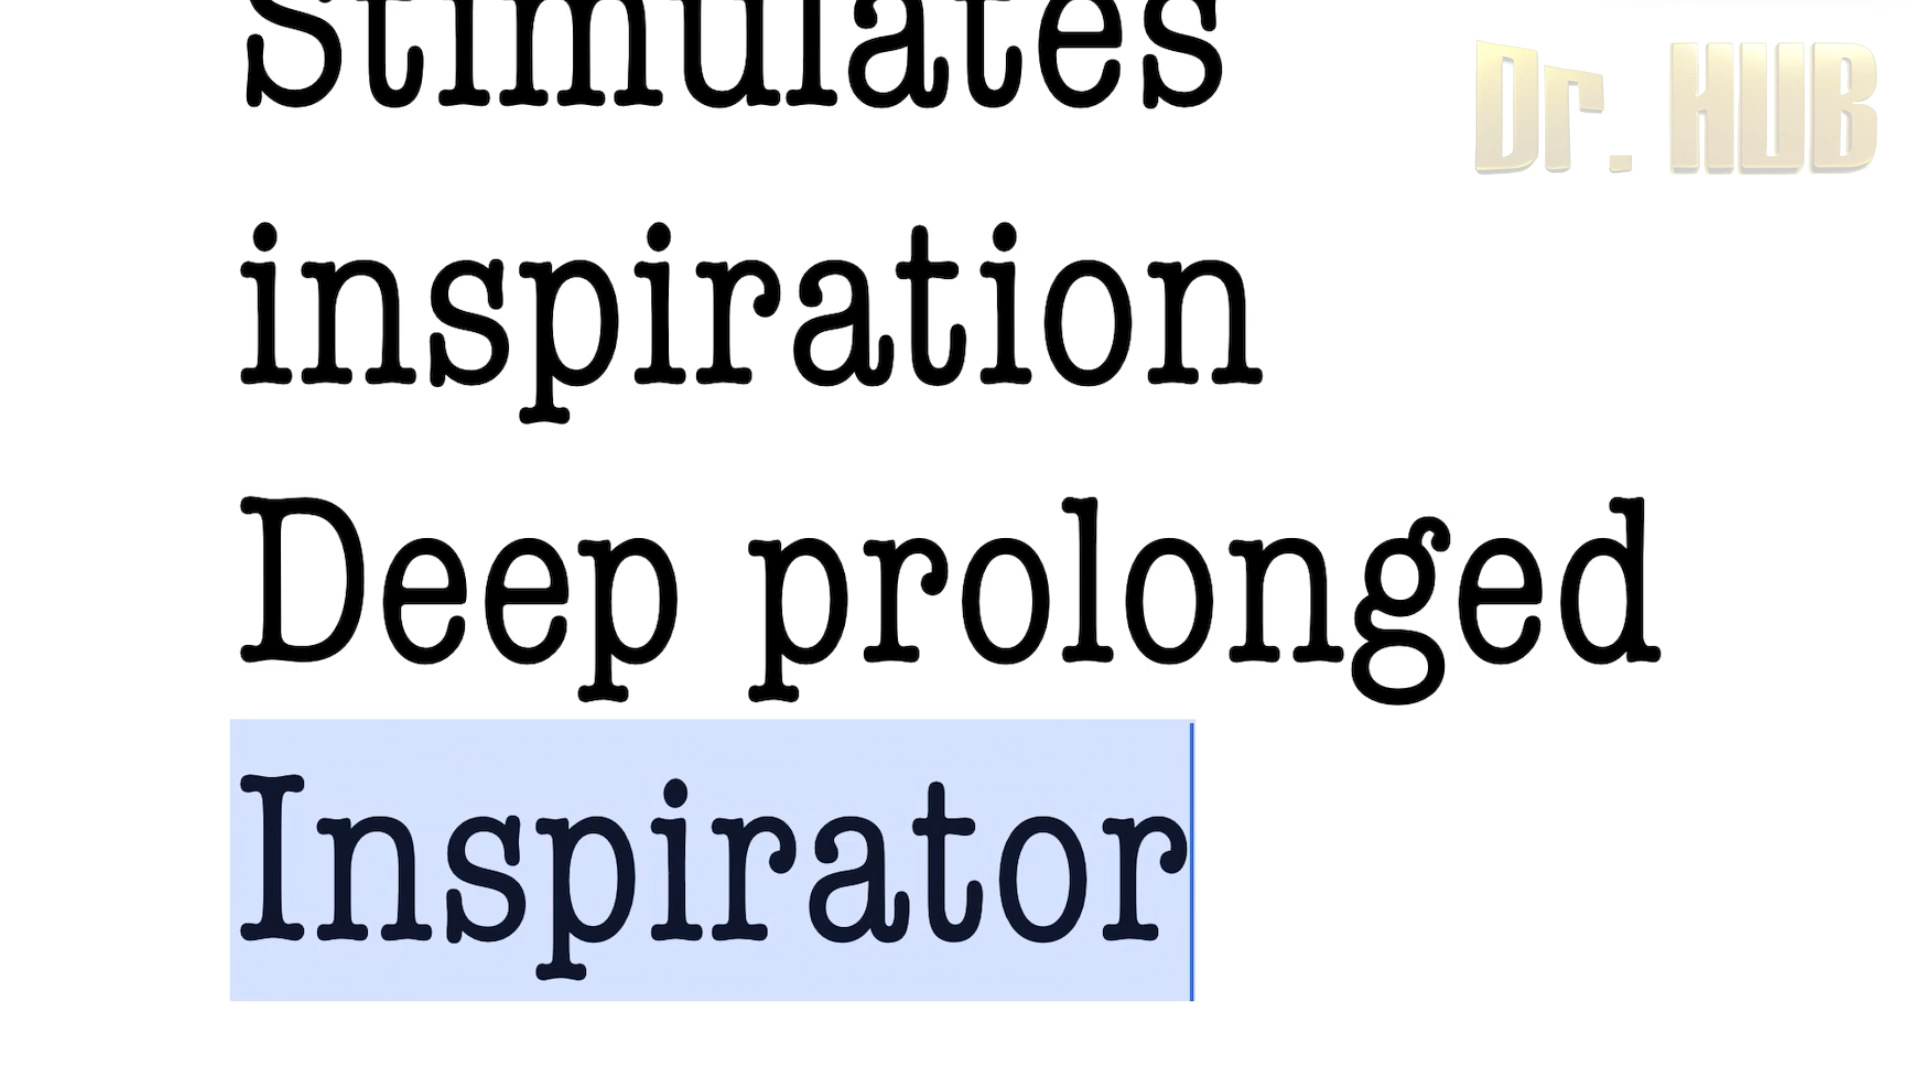 Stimulates
Dr. HUB
inspiration
Deep prolonged
Inspirator